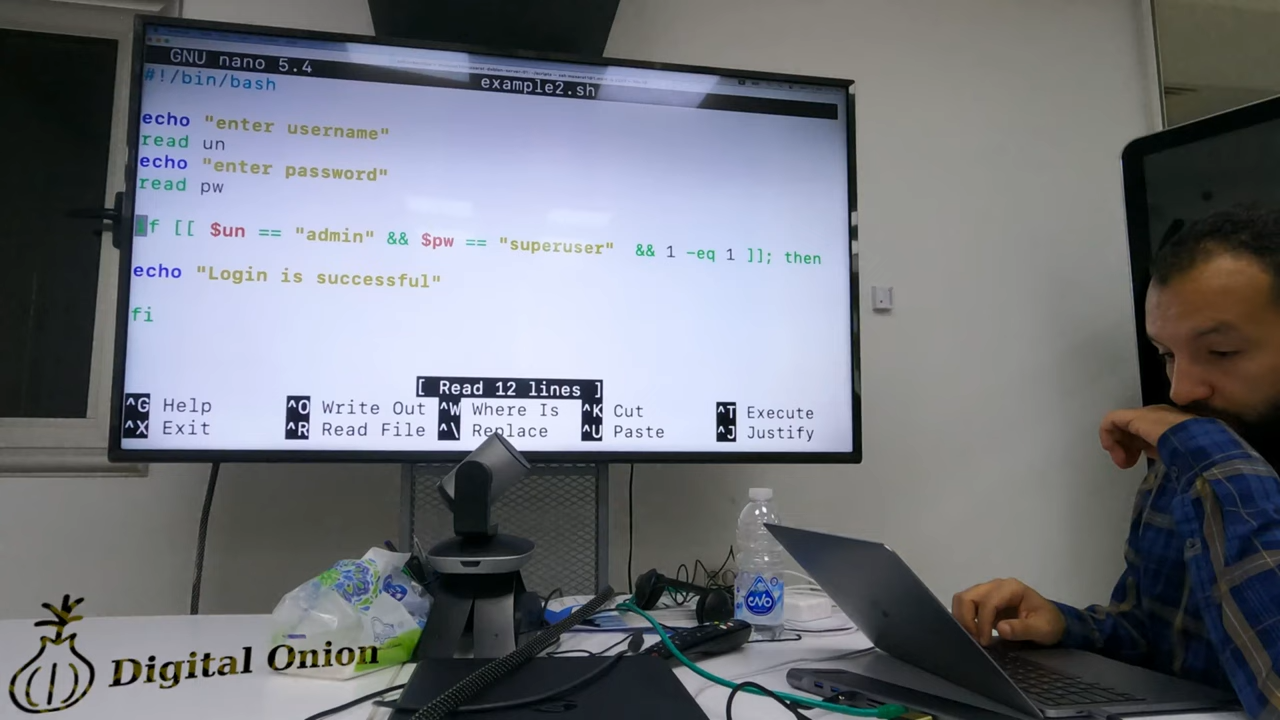 GNU nano 5.4
example2.sh
#!/bin/bash
echo "enter username"
read un
echo "enter password"
read pw
if [[ $un == "admin" && $pw == "superuser" && 1 -eq 1 ]]; then
echo "Login is successful"
fi
[ Read 12 lines ]
^G Help ^O Write Out ^W Where Is ^K Cut ^T Execute
^X Exit ^R Read File ^\ Replace ^U Paste ^J Justify
Digital Onion